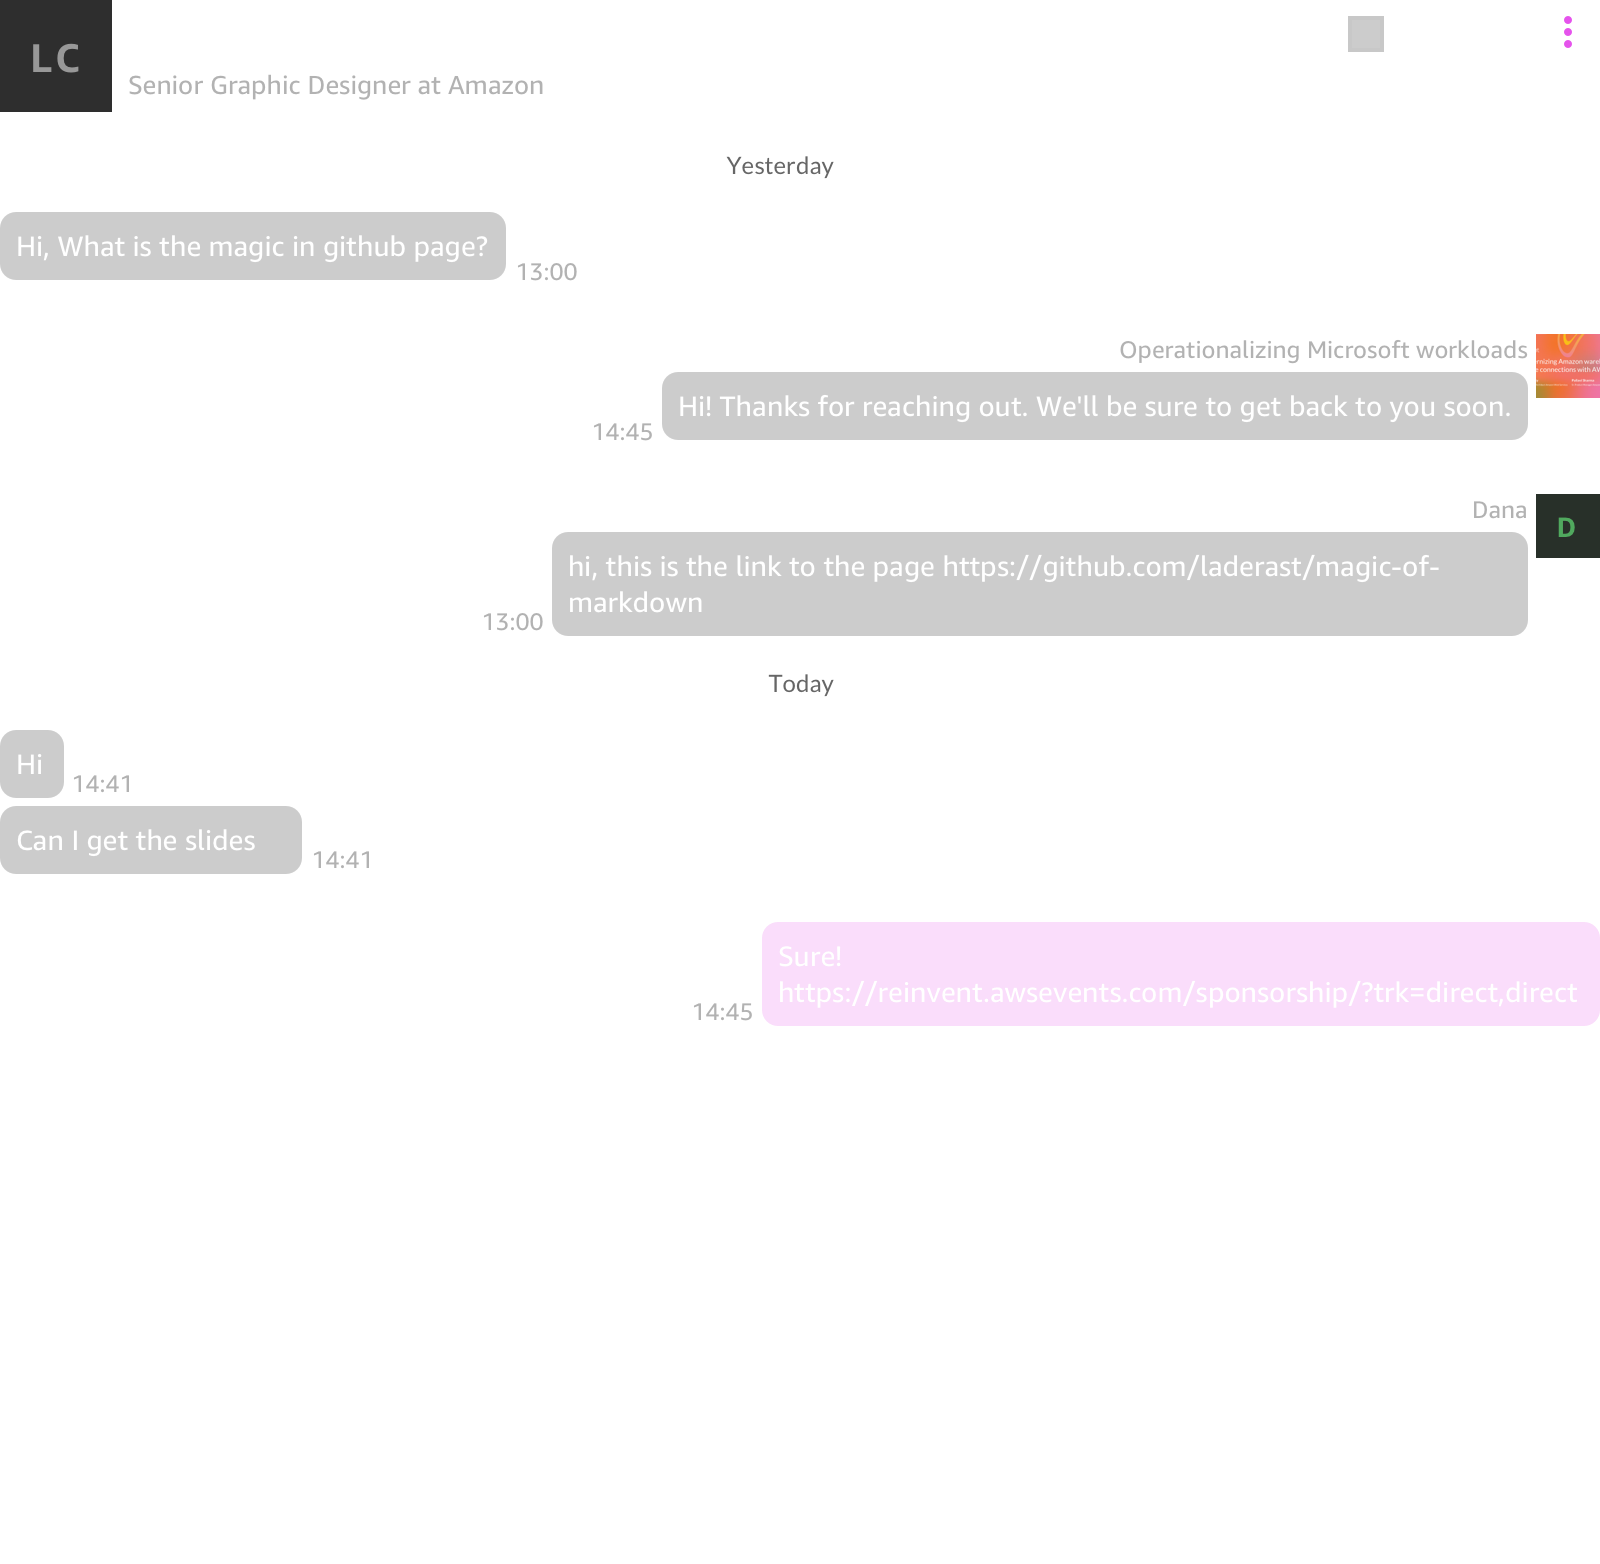 LC
Senior Graphic Designer at Amazon
Yesterday
Hi, What is the magic in github page?
13:00
Operationalizing Microsoft workloads
Hi! Thanks for reaching out. We'll be sure to get back to you soon.
14:45
Dana
D
hi, this is the link to the page https://github.com/laderast/magic-of-
markdown
13:00
Today
Hi
14:41
Can I get the slides
14:41
Sure!
https://reinvent.awsevents.com/sponsorship/?trk=direct,direct
14:45